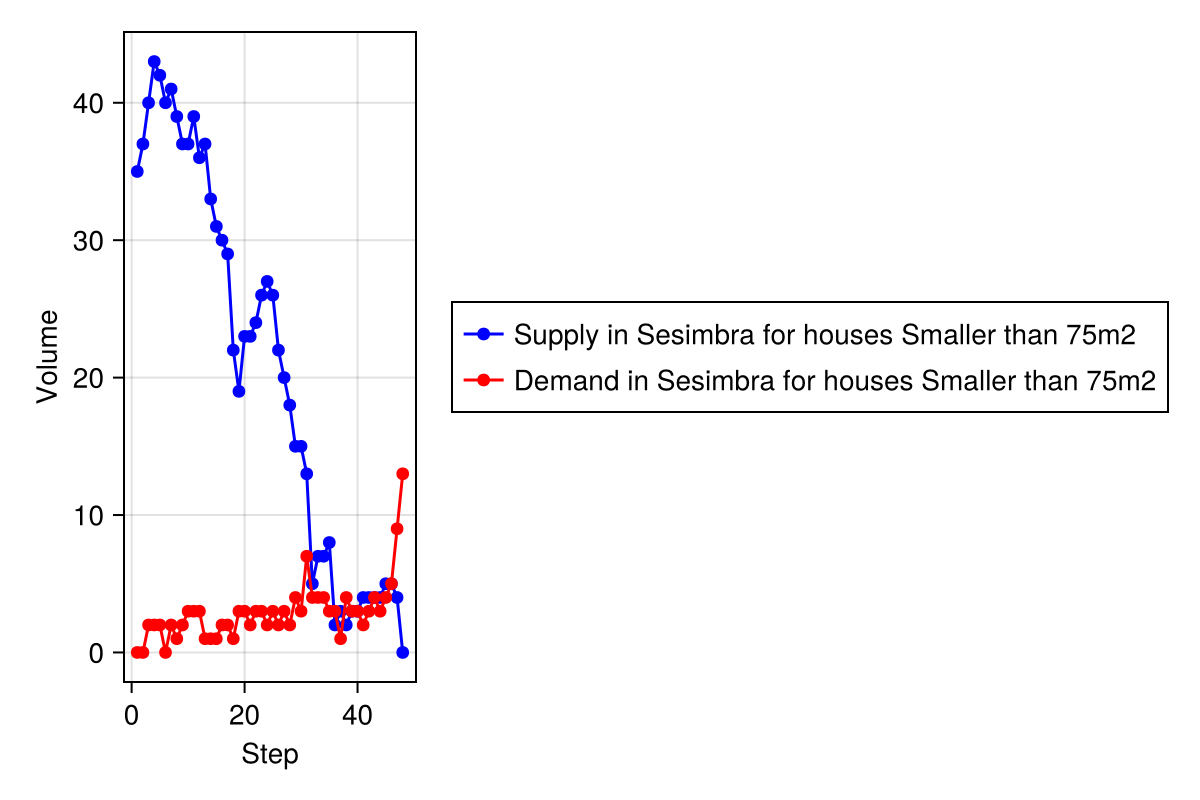 40
30
20
10
0
Volume
0 20 40
Step
Supply in Sesimbra for houses Smaller than 75m2
Demand in Sesimbra for houses Smaller than 75m2